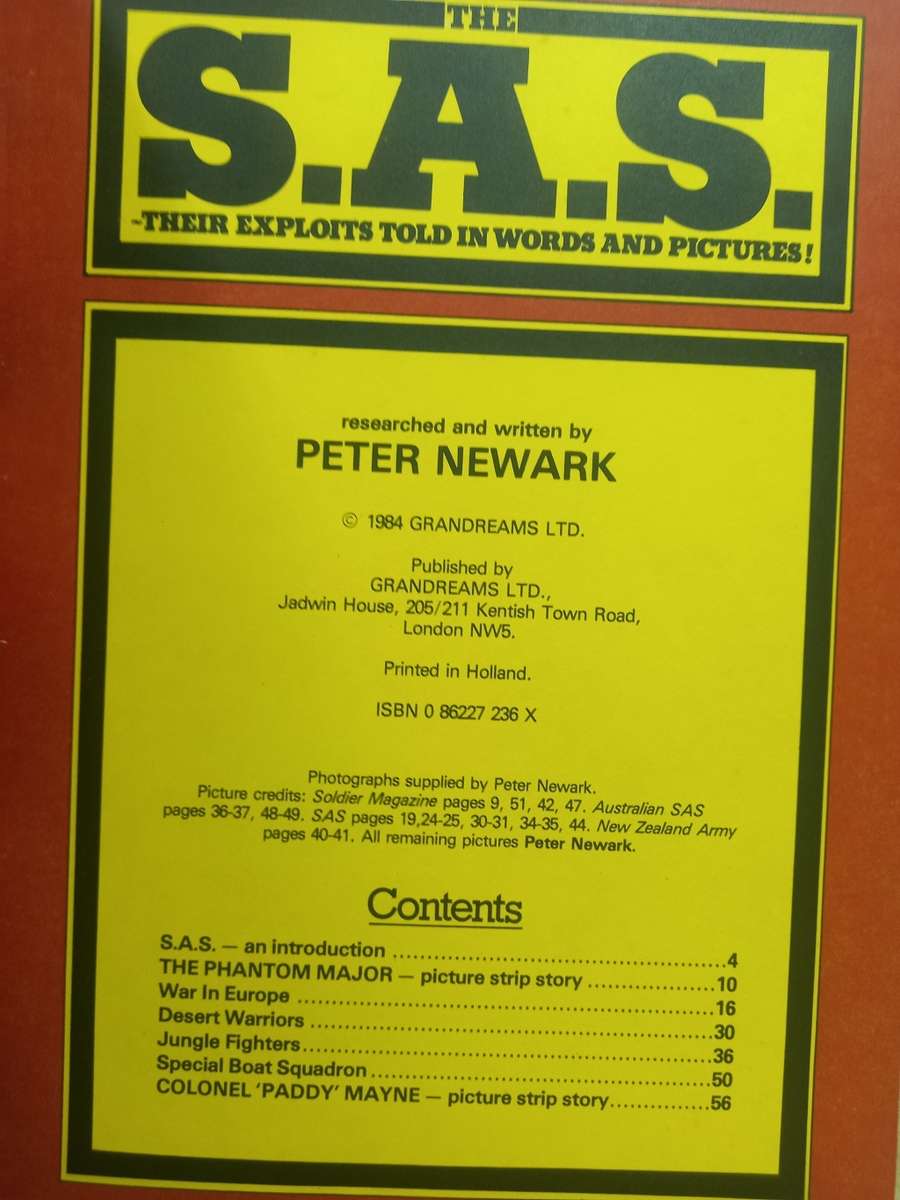 THE
S.A.S.
-THEIR EXPLOITS TOLD IN WORDS AND PICTURES!
researched and written by
PETER NEWARK
© 1984 GRANDREAMS LTD.
Published by
GRANDREAMS LTD.,
Jadwin House, 205/211 Kentish Town Road,
London NW5.
Printed in Holland.
ISBN 0 86227 236 X
Photographs supplied by Peter Newark.
Picture credits: Soldier Magazine pages 9, 51, 42, 47. Australian SAS
pages 36-37, 48-49. SAS pages 19,24-25, 30-31, 34-35, 44. New Zealand Army
pages 40-41. All remaining pictures Peter Newark.
Contents
S.A.S. — an introduction ........................................................4
THE PHANTOM MAJOR — picture strip story .....................10
War In Europe .......................................................................16
Desert Warriors .....................................................................30
Jungle Fighters......................................................................36
Special Boat Squadron ..........................................................50
COLONEL 'PADDY' MAYNE — picture strip story...............56